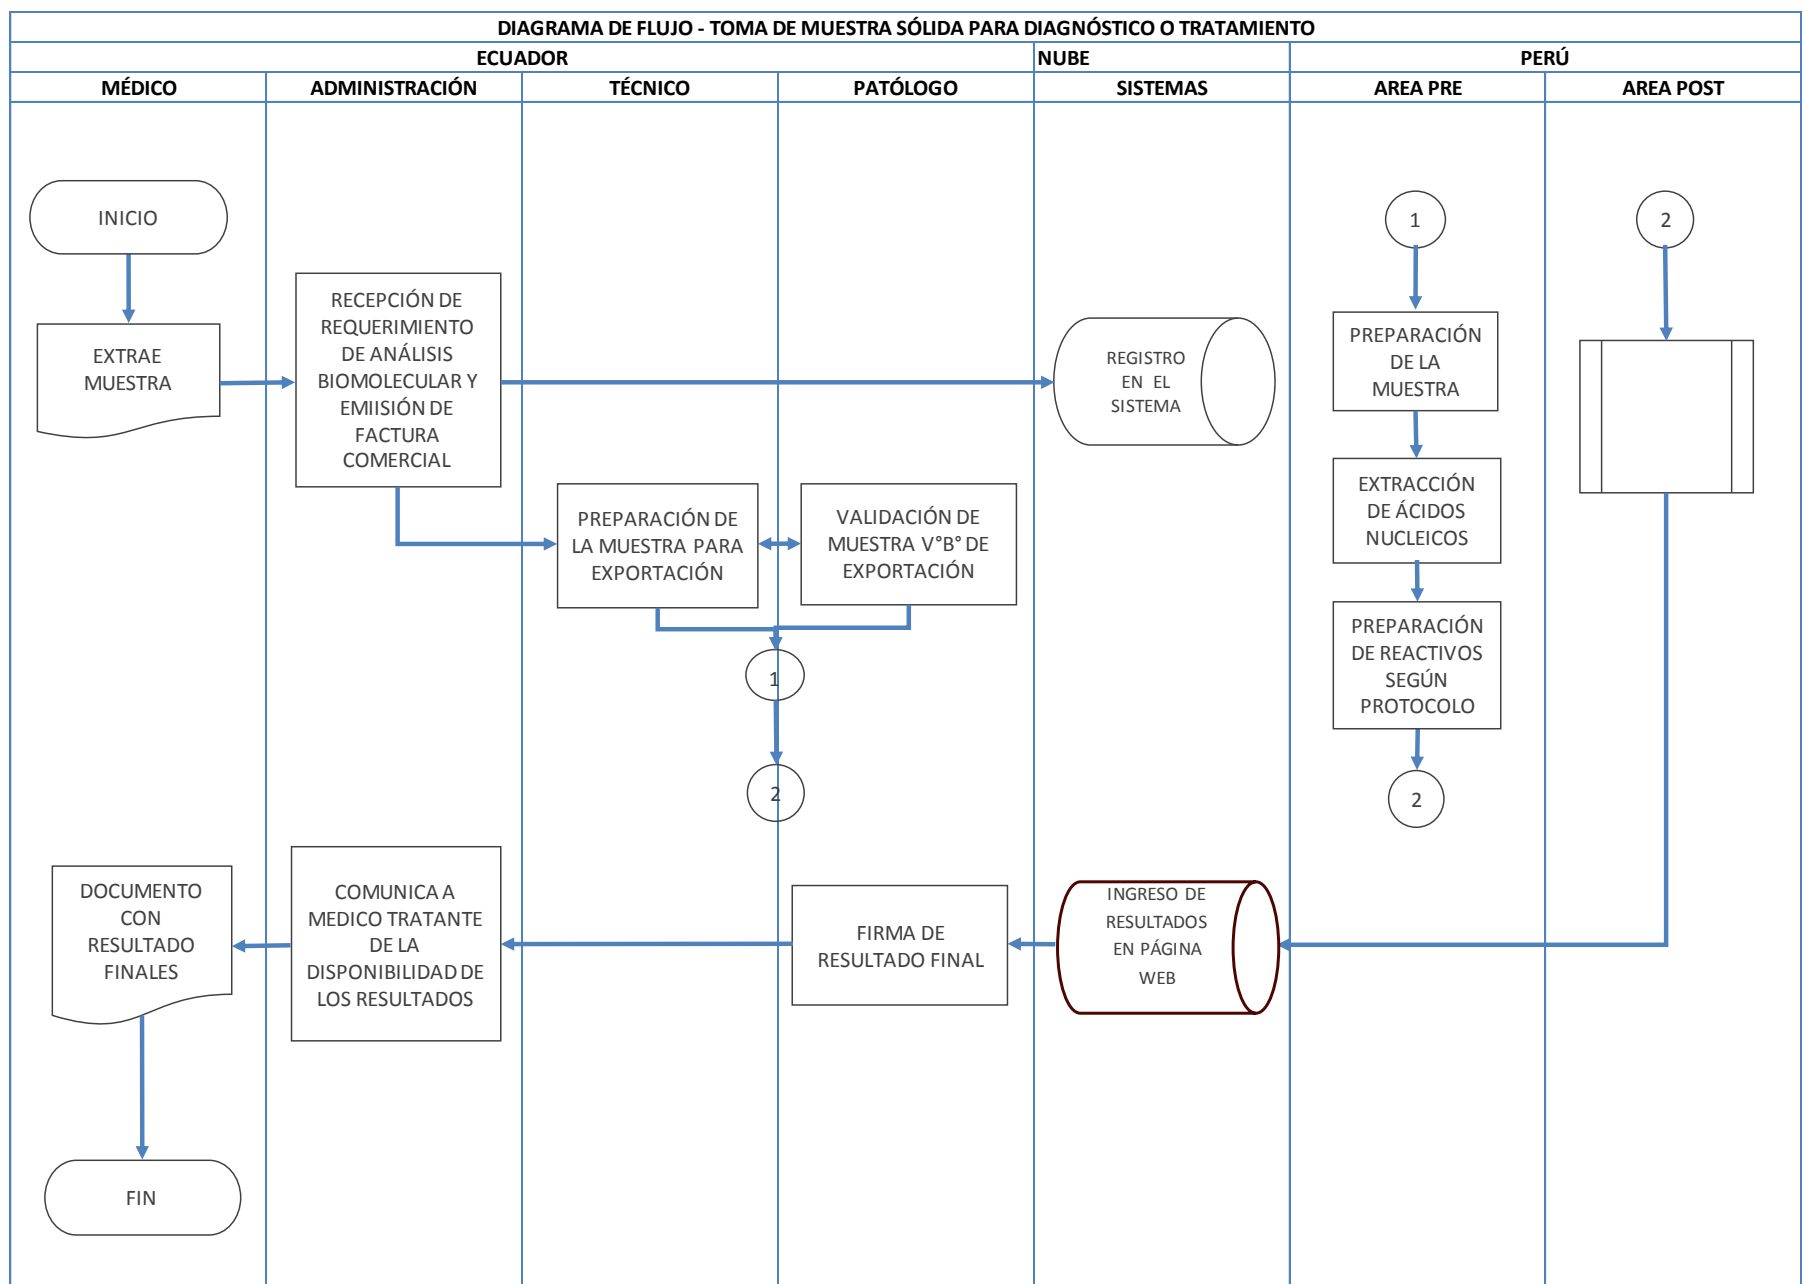 DIAGRAMA DE FLUJO - TOMA DE MUESTRA SÓLIDA PARA DIAGNÓSTICO O TRATAMIENTO
ECUADOR
NUBE
PERÚ
MÉDICO
ADMINISTRACIÓN
TÉCNICO
PATÓLOGO
SISTEMAS
AREA PRE
AREA POST
INICIO
EXTRAE
MUESTRA
RECEPCIÓN DE
REQUERIMIENTO
DE ANÁLISIS
BIOMOLECULAR Y
EMIISIÓN DE
FACTURA
COMERCIAL
REGISTRO
EN EL
SISTEMA
1
PREPARACIÓN
DE LA
MUESTRA
2
EXTRACCIÓN
DE ÁCIDOS
NUCLEICOS
PREPARACIÓN DE
LA MUESTRA PARA
EXPORTACIÓN
VALIDACIÓN DE
MUESTRA V°B° DE
EXPORTACIÓN
PREPARACIÓN
DE REACTIVOS
SEGÚN
PROTOCOLO
1
2
2
DOCUMENTO
CON
RESULTADO
FINALES
COMUNICA A
MEDICO TRATANTE
DE LA
DISPONIBILIDAD DE
LOS RESULTADOS
FIRMA DE
RESULTADO FINAL
INGRESO DE
RESULTADOS
EN PÁGINA
WEB
FIN